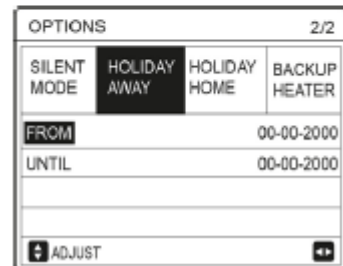 OPTIONS 2/2
SILENT MODE
HOLIDAY AWAY
HOLIDAY HOME
BACKUP HEATER
FROM 00-00-2000
UNTIL 00-00-2000
ADJUST